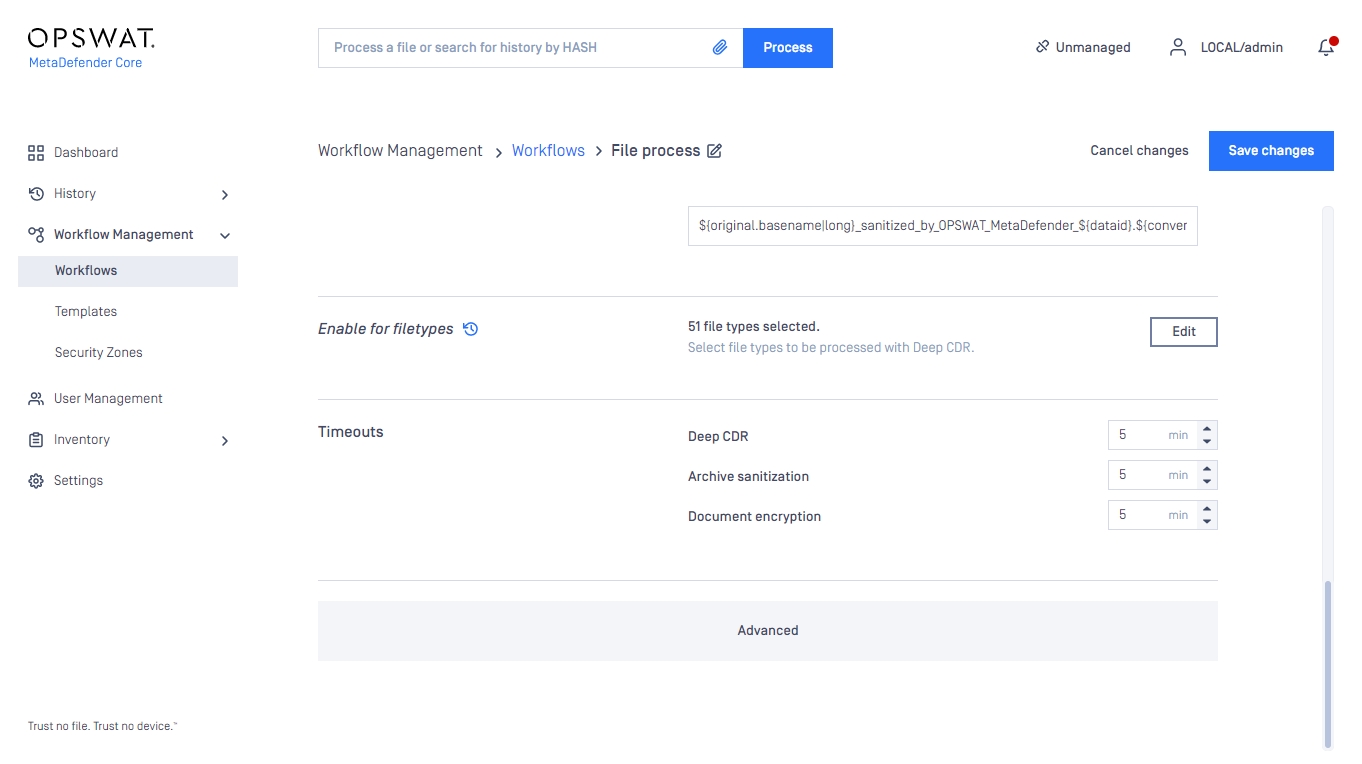 OPSWAT.
MetaDefender Core
Process a file or search for history by HASH
Process
Unmanaged
LOCAL/admin
Dashboard
History
Workflow Management
Workflows
Templates
Security Zones
User Management
Inventory
Settings
Trust no file. Trust no device.™
Workflow Management > Workflows > File process
Cancel changes
Save changes
${original.basename|long}_sanitized_by_OPSWAT_MetaDefender_${dataid}.${conver
Enable for filetypes
51 file types selected.
Select file types to be processed with Deep CDR.
Edit
Timeouts
Deep CDR 5 min
Archive sanitization 5 min
Document encryption 5 min
Advanced